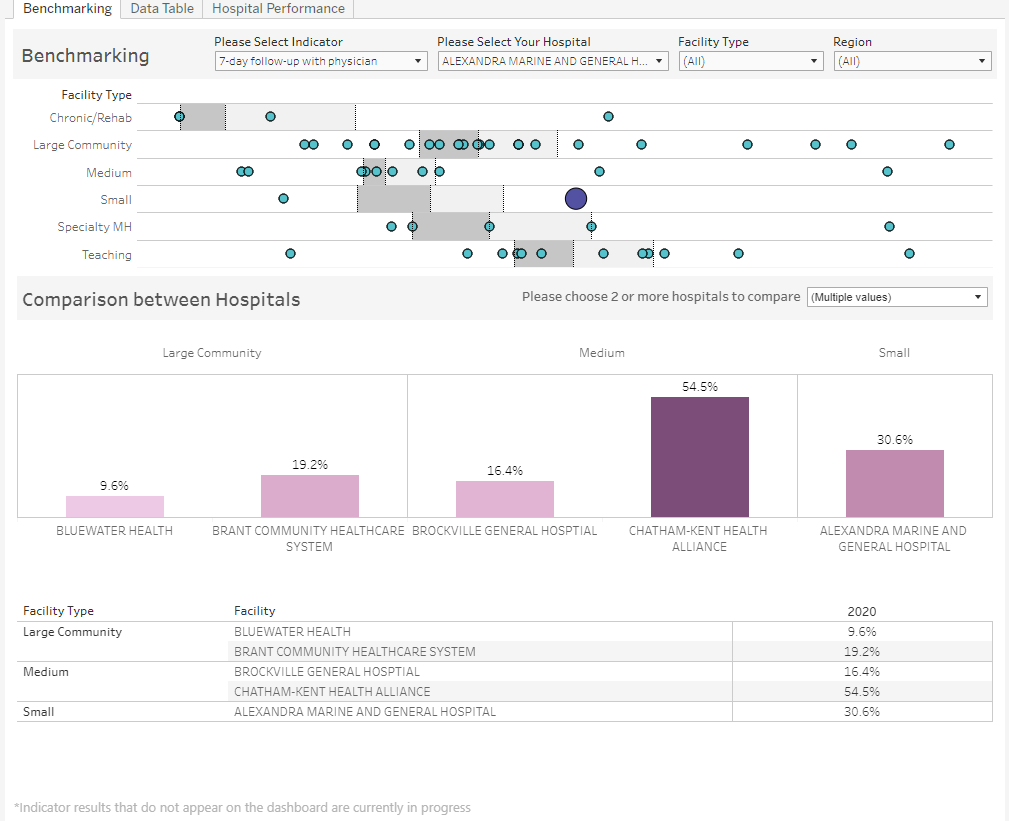 Benchmarking Data Table Hospital Performance
Benchmarking
Please Select Indicator Please Select Your Hospital Facility Type Region
7-day follow-up with physician ALEXANDRA MARINE AND GENERAL H... (All) (All)
Facility Type
Chronic/Rehab
Large Community
Medium
Small
Specialty MH
Teaching
Comparison between Hospitals
Please choose 2 or more hospitals to compare (Multiple values)
Large Community Medium Small
9.6% 19.2% 16.4% 54.5% 30.6%
BLUEWATER HEALTH BRANT COMMUNITY HEALTHCARE BROCKVILLE GENERAL HOSPTIAL CHATHAM-KENT HEALTH ALEXANDRA MARINE AND
SYSTEM ALLIANCE GENERAL HOSPITAL
Facility Type Facility 2020
Large Community BLUEWATER HEALTH 9.6%
BRANT COMMUNITY HEALTHCARE SYSTEM 19.2%
Medium BROCKVILLE GENERAL HOSPTIAL 16.4%
CHATHAM-KENT HEALTH ALLIANCE 54.5%
Small ALEXANDRA MARINE AND GENERAL HOSPITAL 30.6%
*Indicator results that do not appear on the dashboard are currently in progress